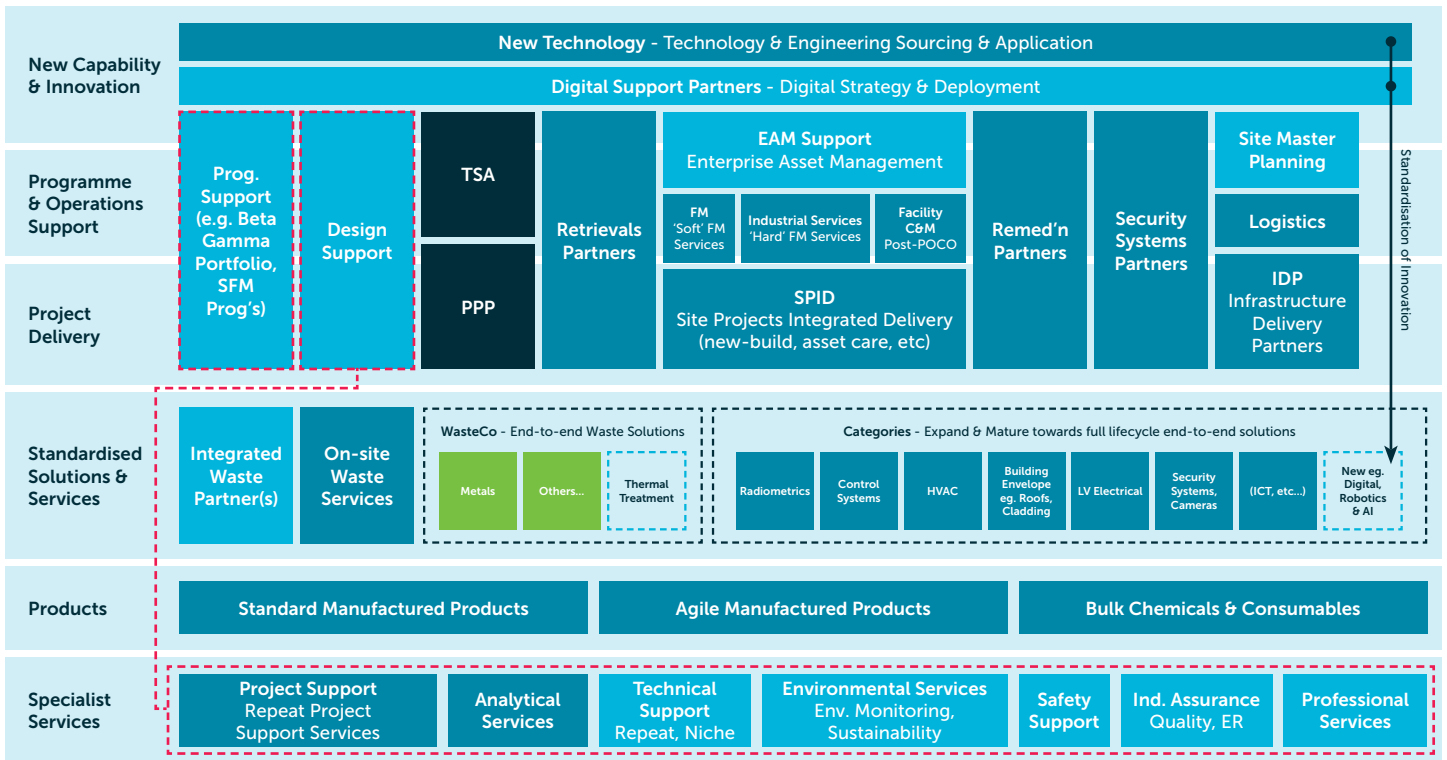 New Capability
& Innovation
New Technology - Technology & Engineering Sourcing & Application
Digital Support Partners - Digital Strategy & Deployment
Programme
& Operations
Support
Project
Delivery
Prog.
Support
(e.g. Beta
Gamma
Portfolio,
SFM
Prog's)
Design
Support
TSA
PPP
Retrievals
Partners
EAM Support
Enterprise Asset Management
FM
'Soft' FM
Services
Industrial Services
'Hard' FM Services
Facility
C&M
Post-POCO
SPID
Site Projects Integrated Delivery
(new-build, asset care, etc)
Remed'n
Partners
Security
Systems
Partners
Site Master
Planning
Logistics
IDP
Infrastructure
Delivery
Partners
Standardisation of Innovation
Standardised
Solutions &
Services
Integrated
Waste
Partner(s)
On-site
Waste
Services
WasteCo - End-to-end Waste Solutions
Metals
Others...
Thermal
Treatment
Categories - Expand & Mature towards full lifecycle end-to-end solutions
Radiometrics
Control
Systems
HVAC
Building
Envelope
eg. Roofs,
Cladding
LV Electrical
Security
Systems,
Cameras
(ICT, etc...)
New eg.
Digital,
Robotics
& AI
Products
Standard Manufactured Products
Agile Manufactured Products
Bulk Chemicals & Consumables
Specialist
Services
Project Support
Repeat Project
Support Services
Analytical
Services
Technical
Support
Repeat, Niche
Environmental Services
Env. Monitoring,
Sustainability
Safety
Support
Ind. Assurance
Quality, ER
Professional
Services